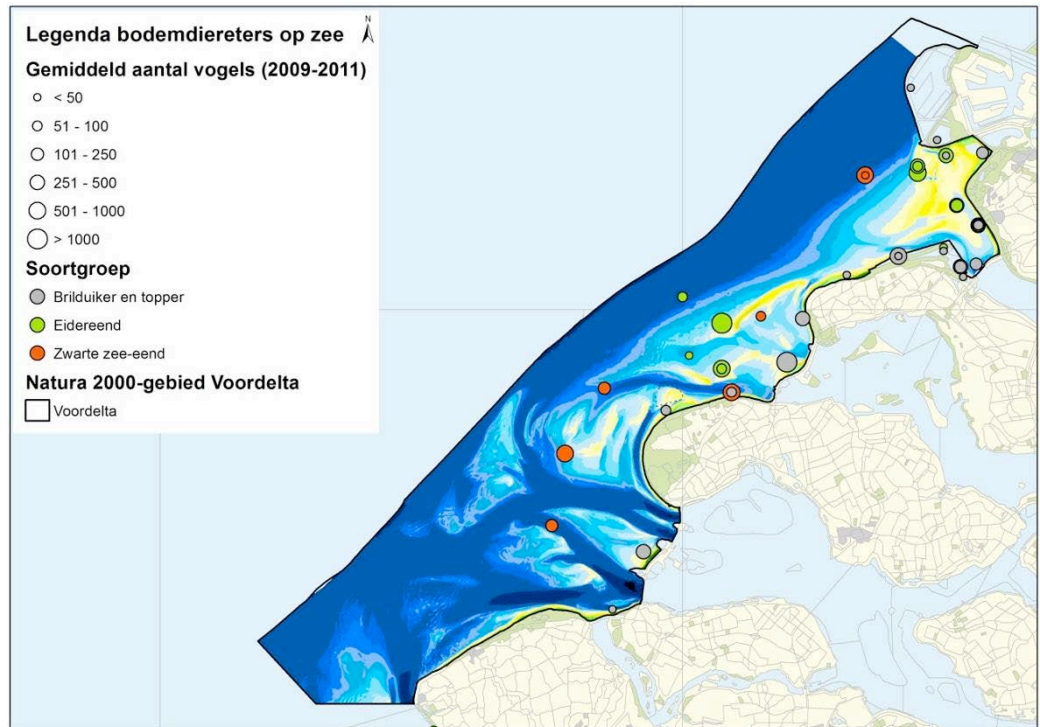 Legenda bodemdiereters op zee
N
Gemiddeld aantal vogels (2009-2011)
< 50
51 - 100
101 - 250
251 - 500
501 - 1000
> 1000
Soortgroep
Brilduiker en topper
Eidereend
Zwarte zee-eend
Natura 2000-gebied Voordelta
Voordelta